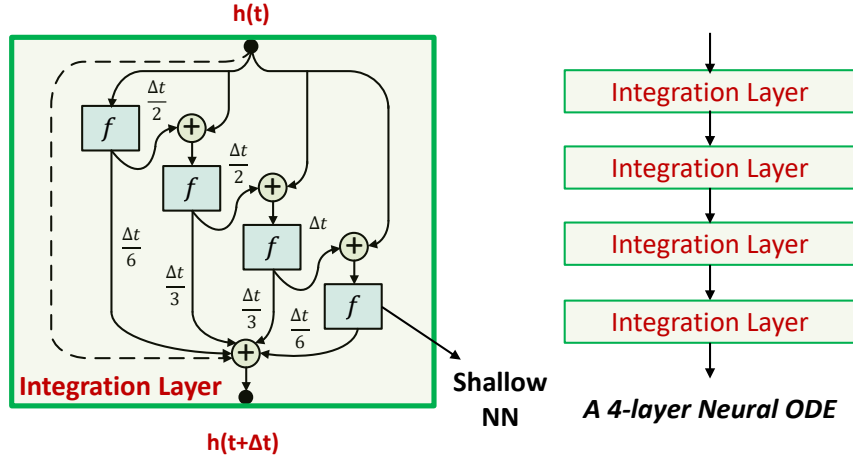 h(t)
f
Δt
2
+
f
Δt
2
+
f
Δt
+
f
Δt
6
Δt
3
Δt
3
Δt
6
+
Integration Layer
Shallow
NN
h(t+Δt)
Integration Layer
Integration Layer
Integration Layer
Integration Layer
A 4-layer Neural ODE